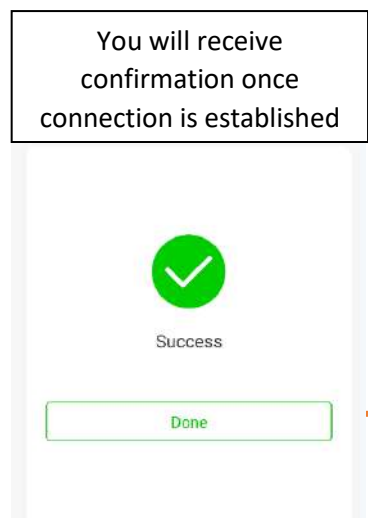 You will receive
confirmation once
connection is established
Success
Done